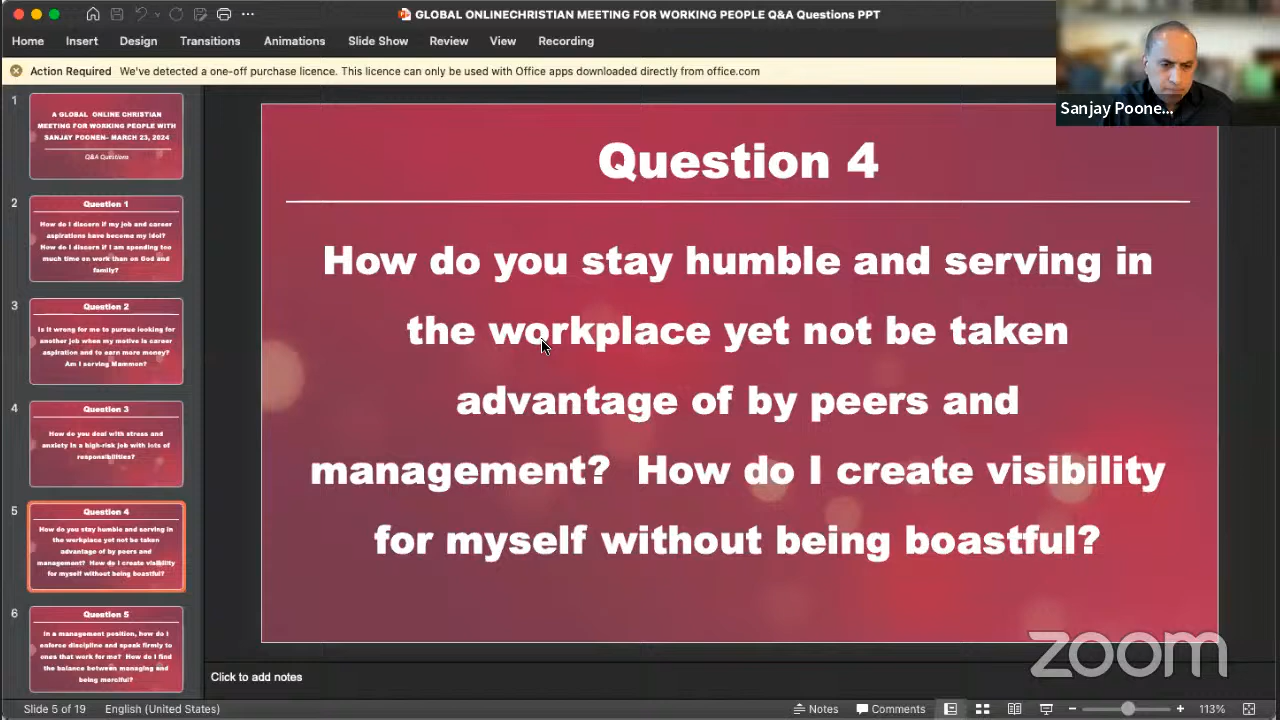 GLOBAL ONLINECHRISTIAN MEETING FOR WORKING PEOPLE Q&A Questions PPT
Home Insert Design Transitions Animations Slide Show Review View Recording
Action Required We've detected a one-off purchase licence. This licence can only be used with Office apps downloaded directly from office.com
Sanjay Poone...
1
A GLOBAL ONLINE CHRISTIAN
MEETING FOR WORKING PEOPLE WITH
SANJAY POONEN- MARCH 23, 2024
Q&A Questions
2
Question 1
How do I discern if my job and career
aspirations have become my idol?
How do I discern if I am spending too
much time on work than on God and
family?
3
Question 2
Is it wrong for me to pursue looking for
another job when my motive is career
aspiration and to earn more money?
Am I serving Mammon?
4
Question 3
How do you deal with stress and
anxiety in a high-risk job with lots of
responsibilities?
5
Question 4
How do you stay humble and serving in
the workplace yet not be taken
advantage of by peers and
management? How do I create visibility
for myself without being boastful?
6
Question 5
In a management position, how do I
enforce discipline and speak firmly to
ones that work for me? How do I find
the balance between managing and
being merciful?
Question 4
How do you stay humble and serving in
the workplace yet not be taken
advantage of by peers and
management? How do I create visibility
for myself without being boastful?
zoom
Click to add notes
Slide 5 of 19 English (United States) Notes Comments 113%